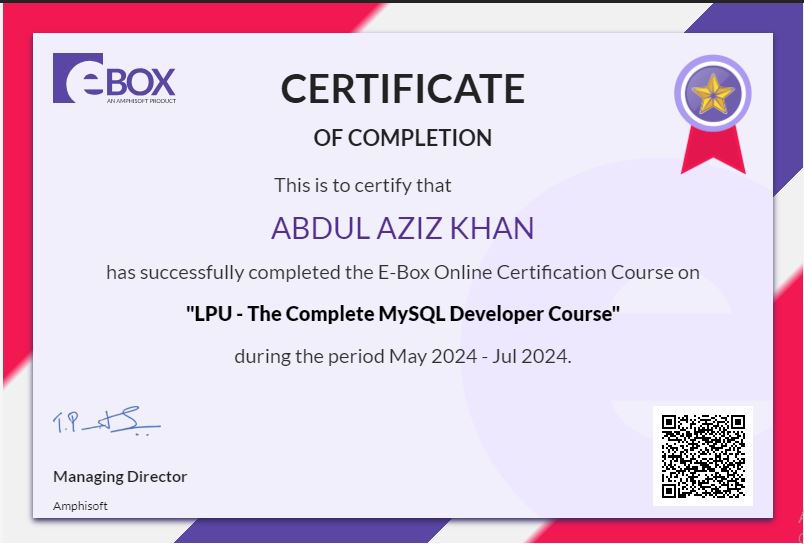 eBOX
AN AMPHISOFT PRODUCT
CERTIFICATE
OF COMPLETION
This is to certify that
ABDUL AZIZ KHAN
has successfully completed the E-Box Online Certification Course on
"LPU - The Complete MySQL Developer Course"
during the period May 2024 - Jul 2024.
T.P
Managing Director
Amphisoft